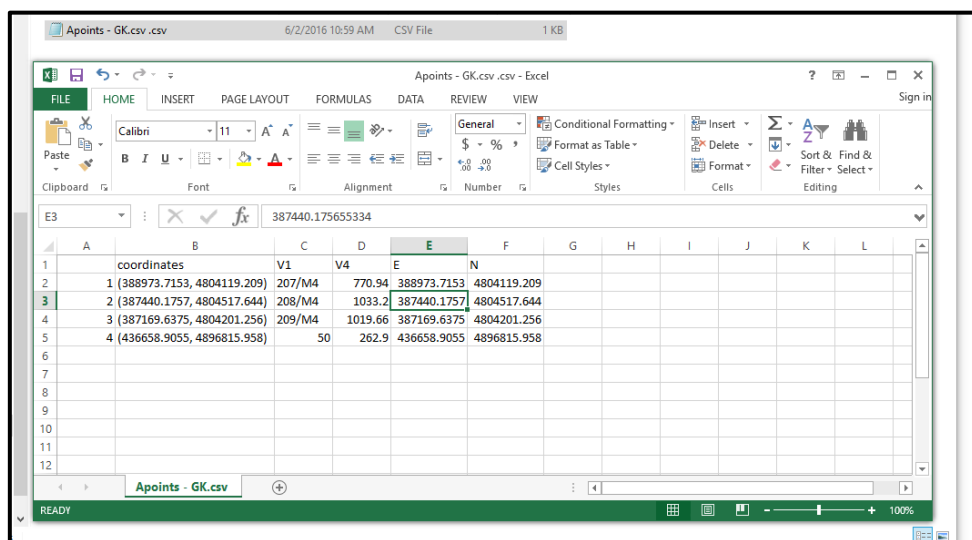 Apoints - GK.csv .csv 6/2/2016 10:59 AM CSV File 1 KB
Apoints - GK.csv .csv - Excel ?
FILE HOME INSERT PAGE LAYOUT FORMULAS DATA REVIEW VIEW Sign in
Paste Calibri 11 A A General Conditional Formatting Insert
B I U A $ % , Format as Table Delete Sort & Find &
.00 .0 Cell Styles Format Filter Select
Clipboard Font Alignment Number Styles Cells Editing
E3 fx 387440.175655334
A B C D E F G H I J K L
1 coordinates V1 V4 E N
2 1 (388973.7153, 4804119.209) 207/M4 770.94 388973.7153 4804119.209
3 2 (387440.1757, 4804517.644) 208/M4 1033.2 387440.1757 4804517.644
4 3 (387169.6375, 4804201.256) 209/M4 1019.66 387169.6375 4804201.256
5 4 (436658.9055, 4896815.958) 50 262.9 436658.9055 4896815.958
6
7
8
9
10
11
12
Apoints - GK.csv
READY 100%